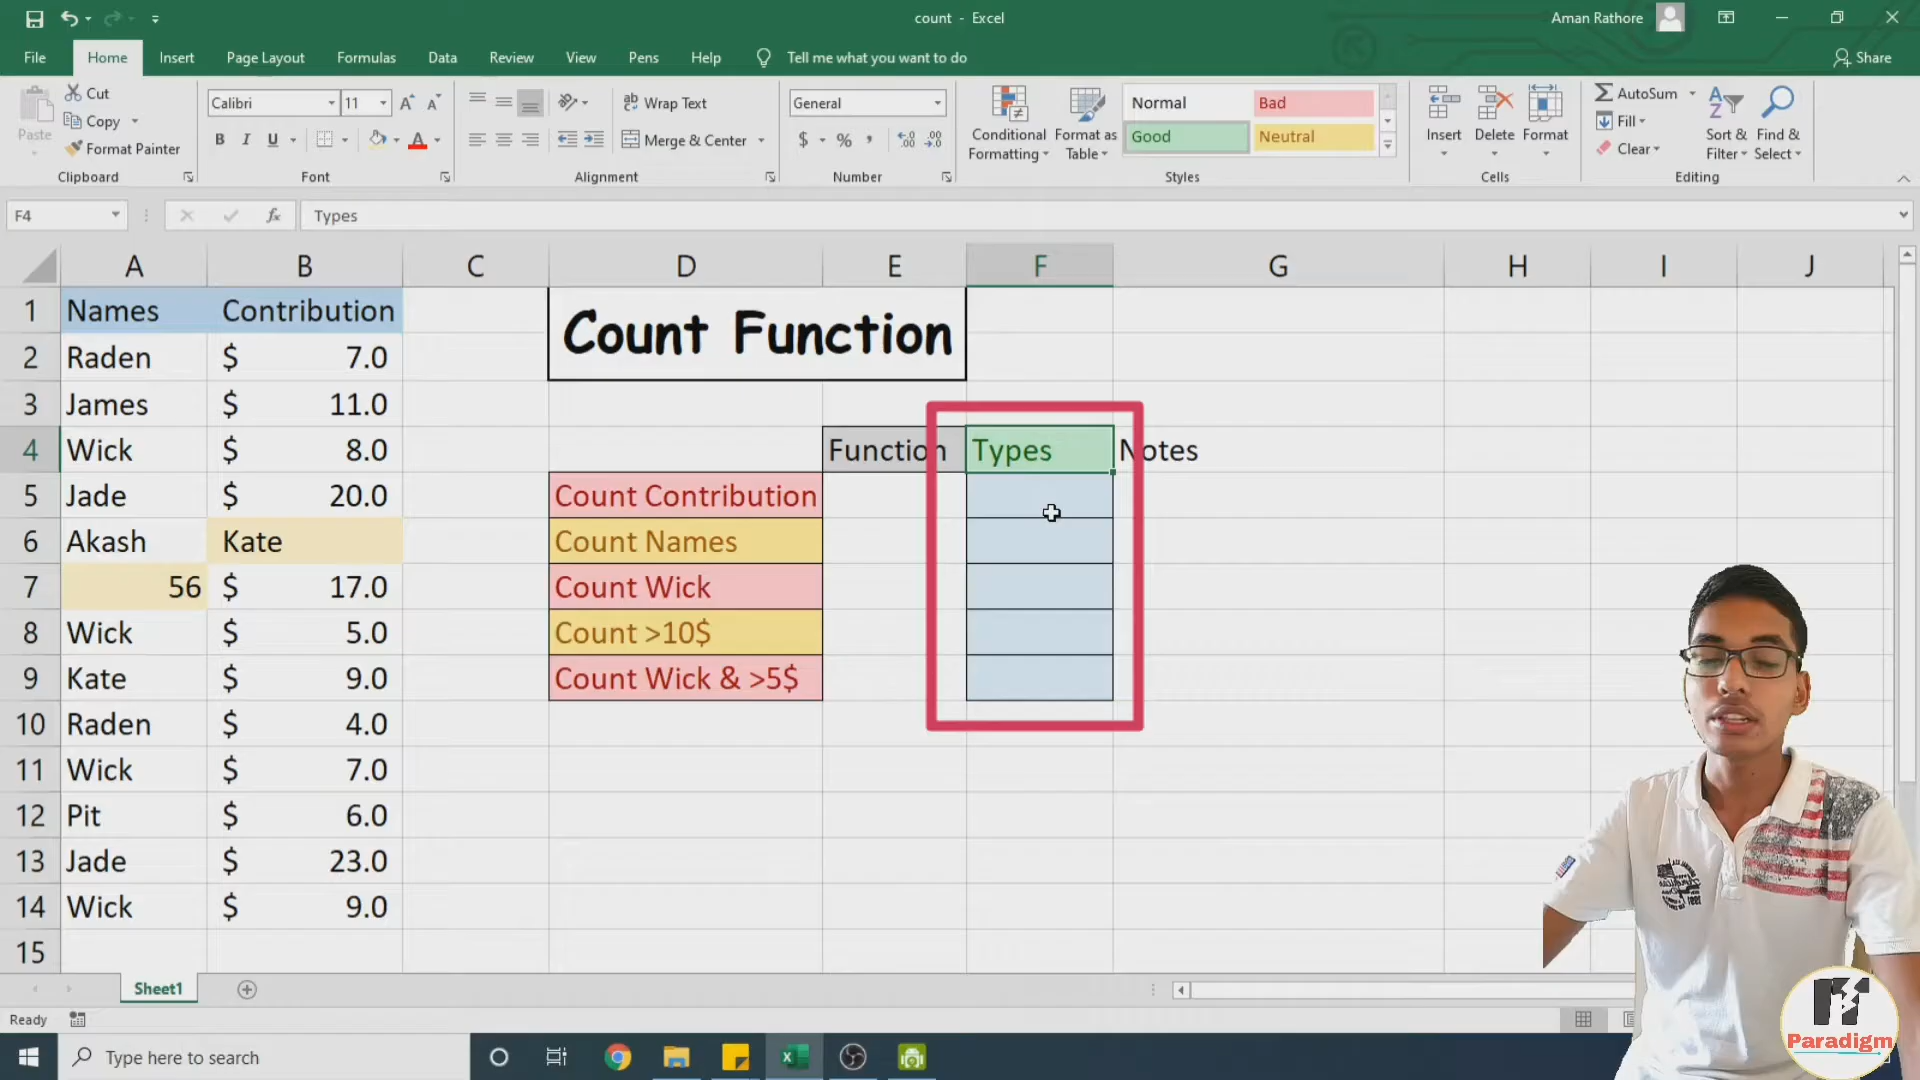 count - Excel
Aman Rathore
File Home Insert Page Layout Formulas Data Review View Pens Help Tell me what you want to do
Share
Paste
Cut
Copy
Format Painter
Clipboard
Calibri 11
B I U
Font
Wrap Text
Merge & Center
Alignment
General
$ % ,
Number
Conditional Formatting
Format as Table
Normal Bad
Good Neutral
Styles
Insert Delete Format
Cells
AutoSum
Fill
Clear
Sort & Filter
Find & Select
Editing
F4
fx
Types
A B C D E F G H I J
1 Names Contribution Count Function
2 Raden $ 7.0
3 James $ 11.0
4 Wick $ 8.0 Function Types Notes
5 Jade $ 20.0 Count Contribution
6 Akash Kate Count Names
7 56 $ 17.0 Count Wick
8 Wick $ 5.0 Count >10$
9 Kate $ 9.0 Count Wick & >5$
10 Raden $ 4.0
11 Wick $ 7.0
12 Pit $ 6.0
13 Jade $ 23.0
14 Wick $ 9.0
15
Sheet1
Ready
Type here to search
Paradigm